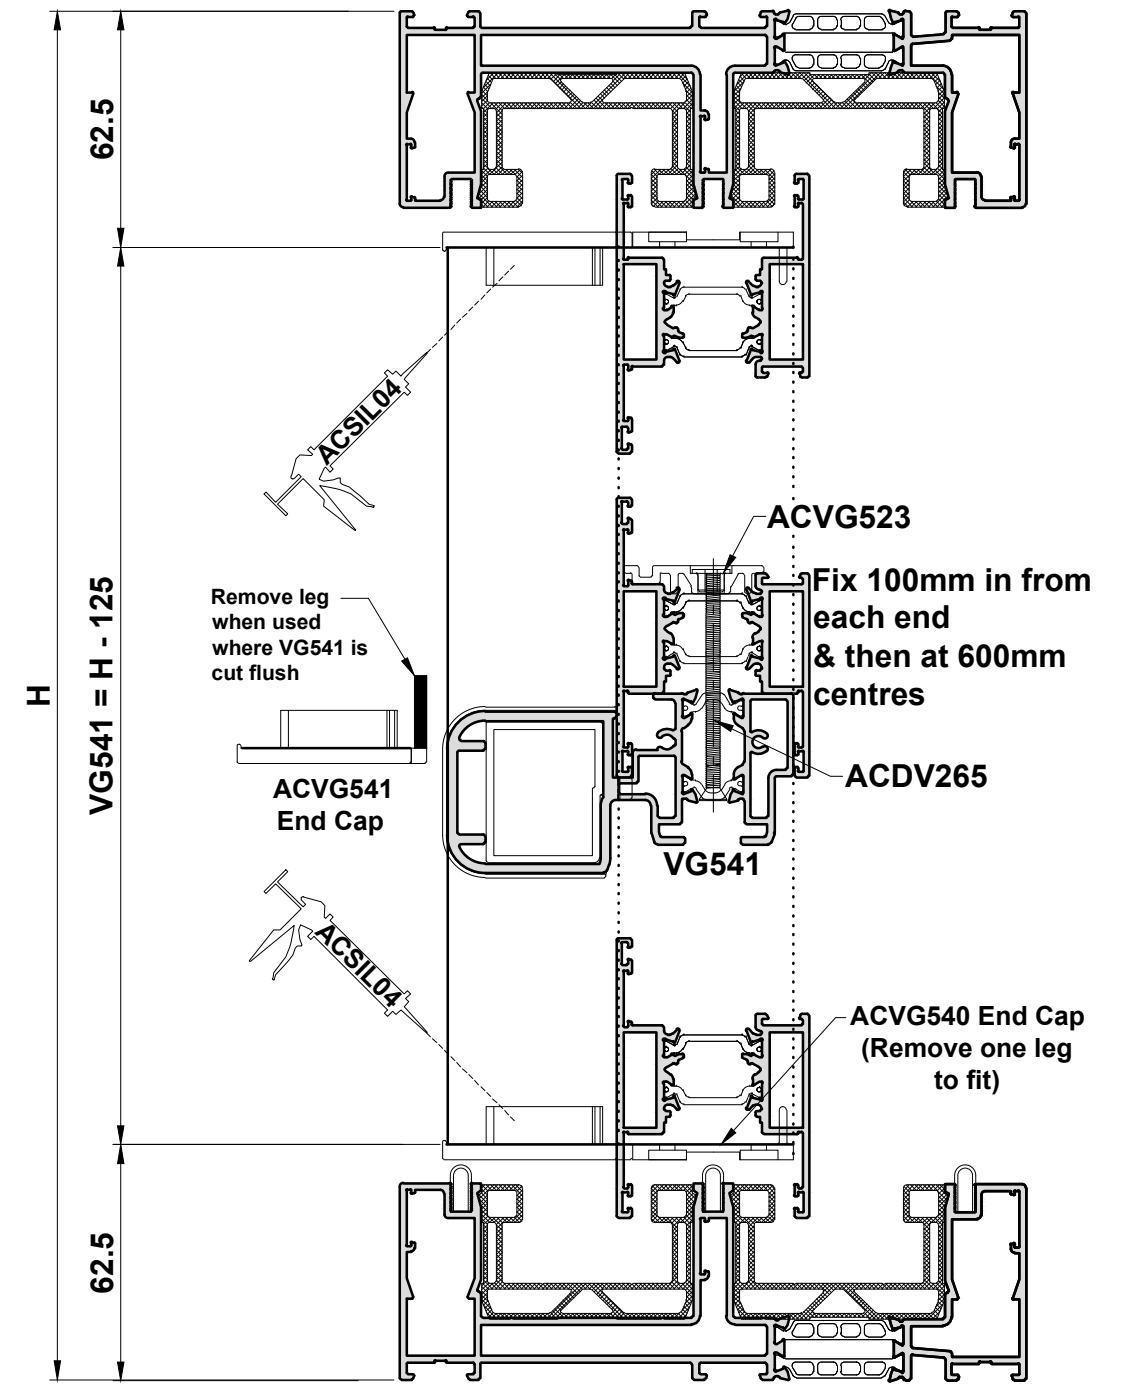 62.5
ACSIL04
ACVG523
Fix 100mm in from
each end
& then at 600mm
centres
Remove leg
when used
where VG541 is
cut flush
H
VG541 = H - 125
ACVG541
End Cap
ACDV265
VG541
ACSIL04
ACVG540 End Cap
(Remove one leg
to fit)
62.5